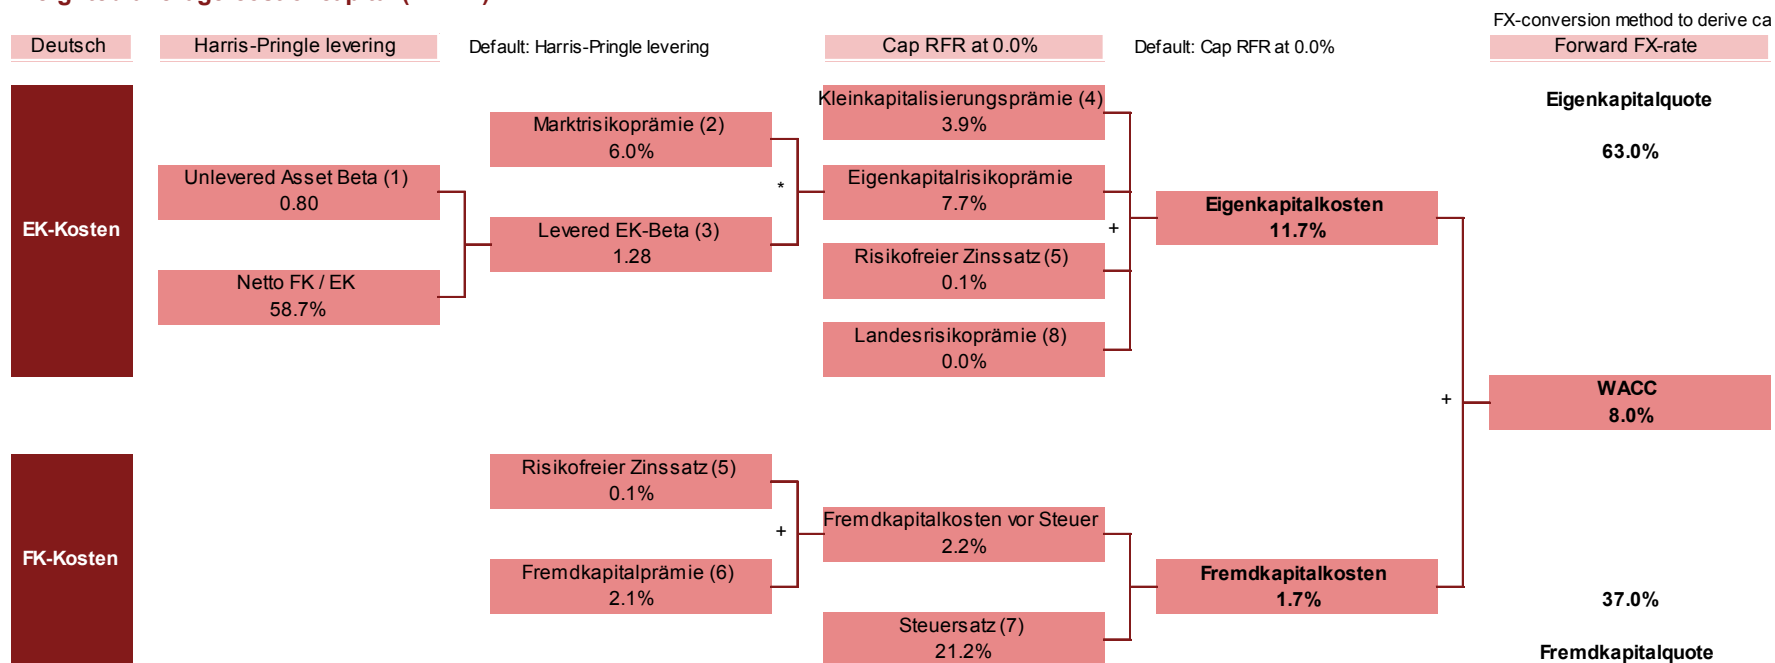 FX-conversion method to derive ca
Deutsch
Harris-Pringle levering
Default: Harris-Pringle levering
Cap RFR at 0.0%
Default: Cap RFR at 0.0%
Forward FX-rate
EK-Kosten
Unlevered Asset Beta (1)
0.80
Netto FK / EK
58.7%
Marktrisikoprämie (2)
6.0%
*
Levered EK-Beta (3)
1.28
Kleinkapitalisierungsprämie (4)
3.9%
Eigenkapitalrisikoprämie
7.7%
+
Risikofreier Zinssatz (5)
0.1%
Landesrisikoprämie (8)
0.0%
Eigenkapitalkosten
11.7%
Eigenkapitalquote
63.0%
+
WACC
8.0%
FK-Kosten
Risikofreier Zinssatz (5)
0.1%
+
Fremdkapitalprämie (6)
2.1%
Fremdkapitalkosten vor Steuer
2.2%
Steuersatz (7)
21.2%
Fremdkapitalkosten
1.7%
37.0%
Fremdkapitalquote